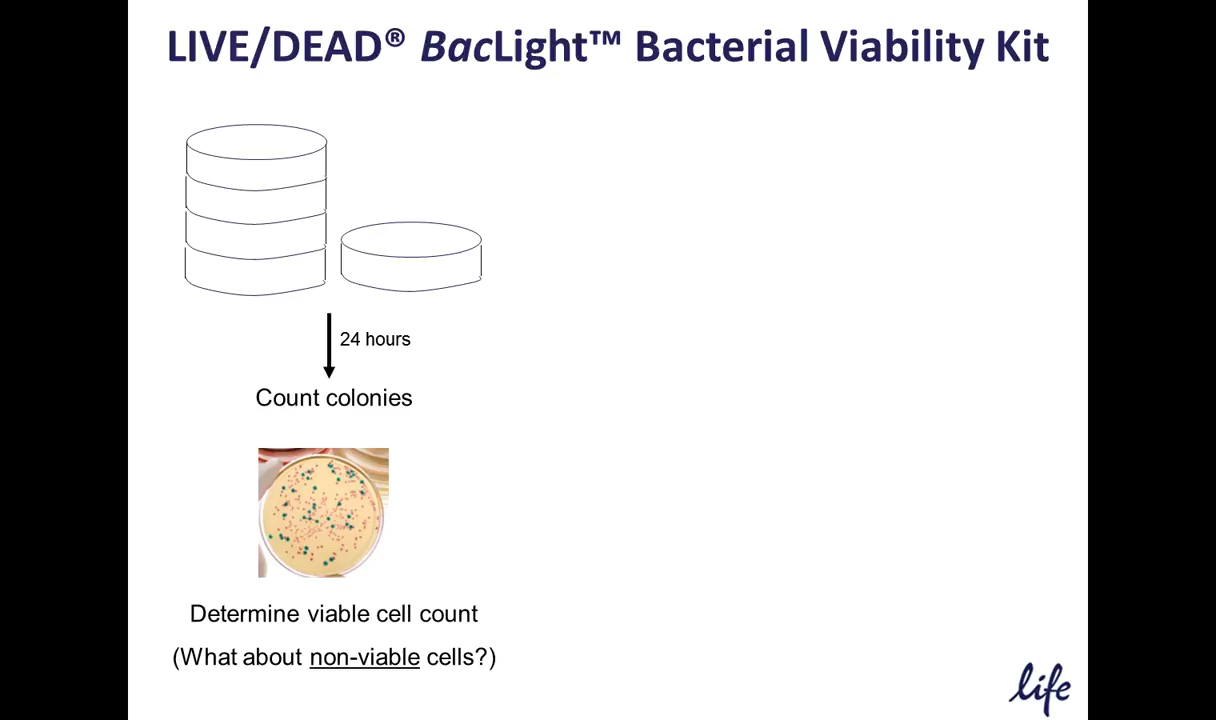 LIVE/DEAD® BacLight™ Bacterial Viability Kit
24 hours
Count colonies
Determine viable cell count
(What about non-viable cells?)
life